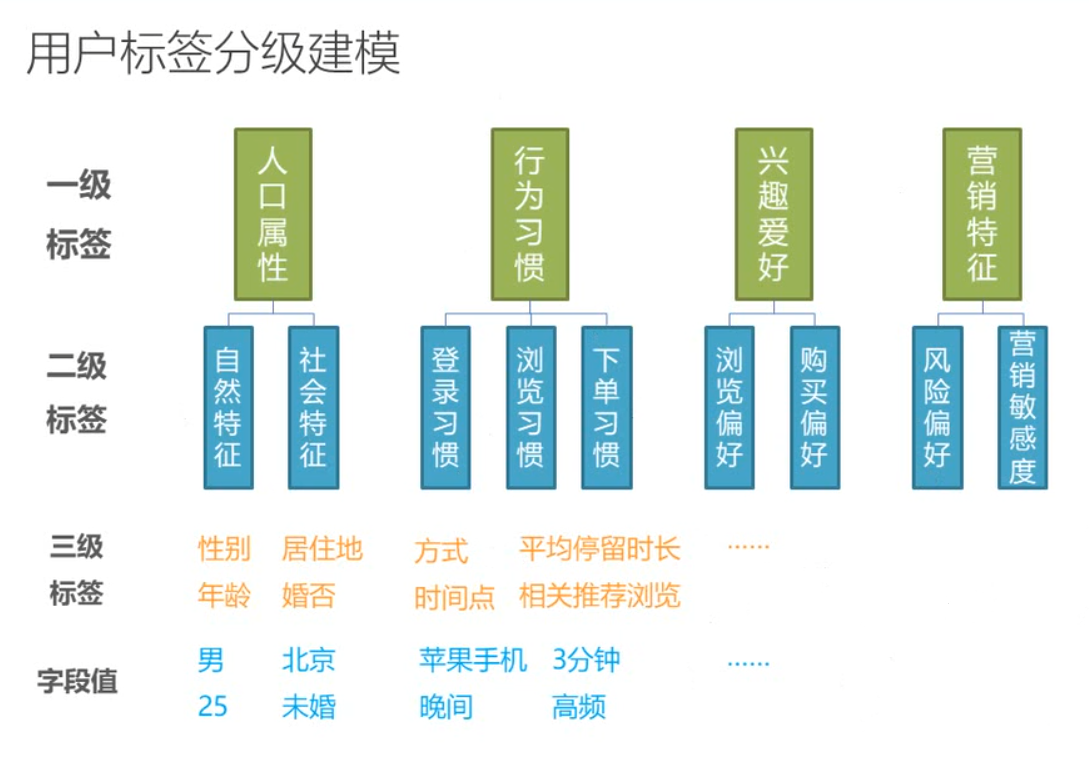 用户标签分级建模
一级
标签
人口属性
行为习惯
兴趣爱好
营销特征
二级
标签
自然特征
社会特征
登录习惯
浏览习惯
下单习惯
浏览偏好
购买偏好
风险偏好
营销敏感度
三级
标签
性别 居住地 方式 平均停留时长 ……
年龄 婚否 时间点 相关推荐浏览
字段值
男 北京 苹果手机 3分钟 ……
25 未婚 晚间 高频